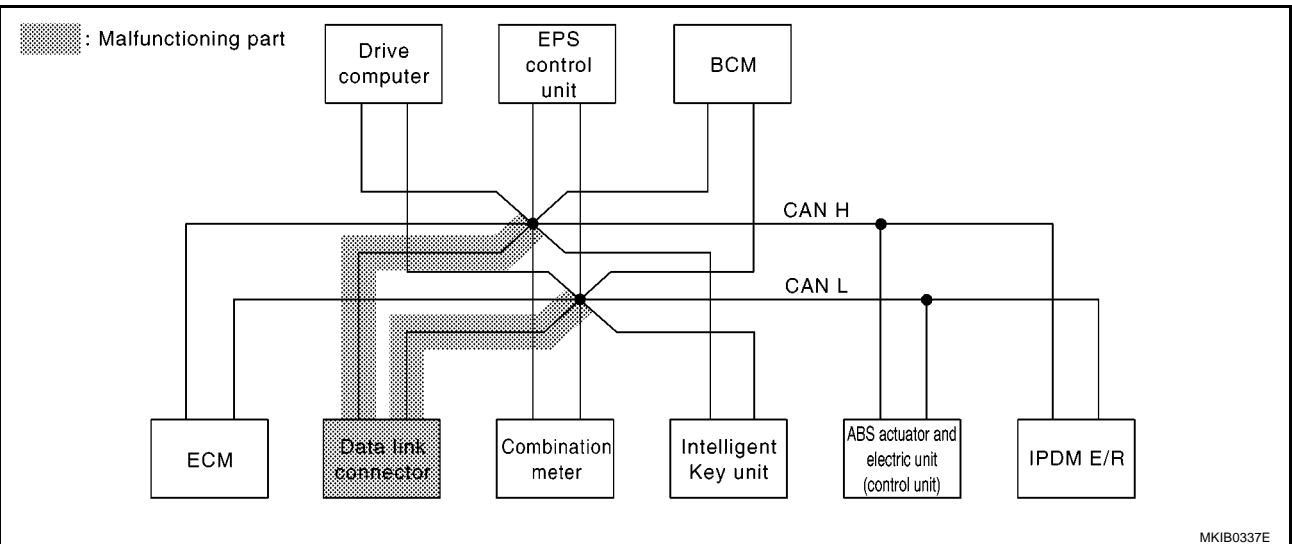 : Malfunctioning part
Drive
computer
EPS
control
unit
BCM
CAN H
CAN L
ECM
Data link
connector
Combination
meter
Intelligent
Key unit
ABS actuator and
electric unit
(control unit)
IPDM E/R
MKIB0337E